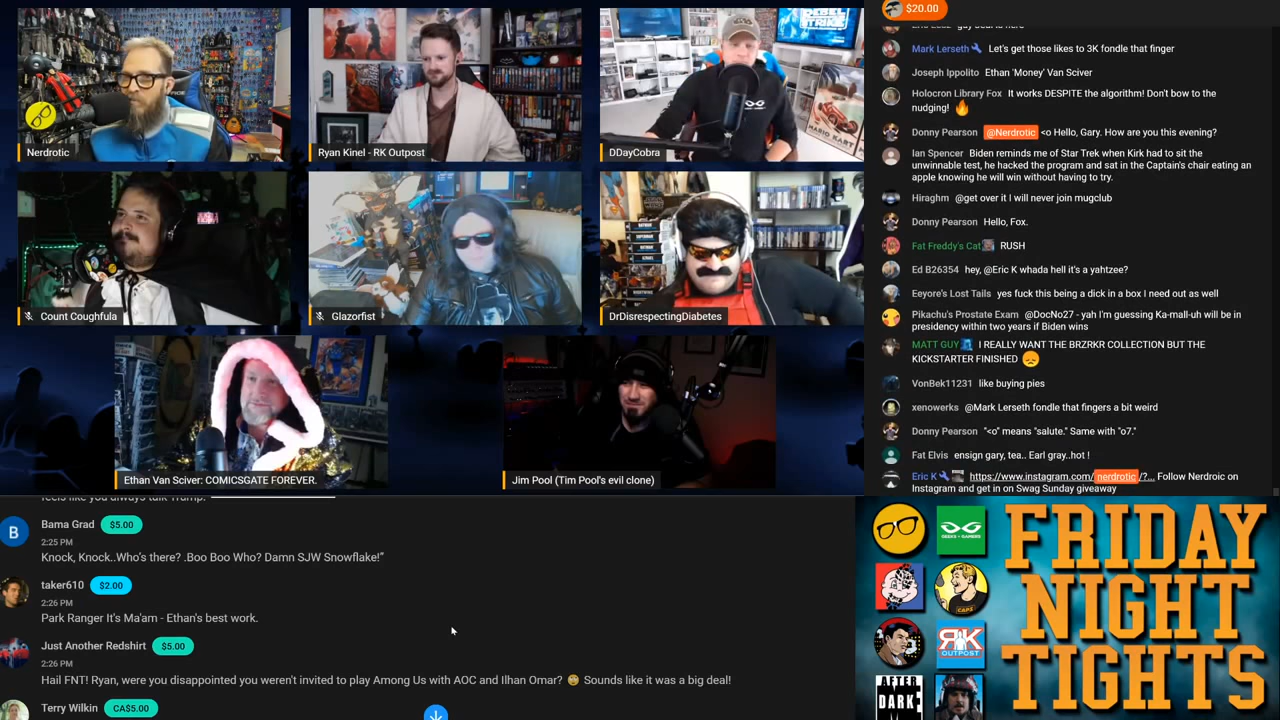 Nerdrotic
Ryan Kinel - RK Outpost
DDayCobra
MARIO KART
Count Coughfula
Glazorfist
DrDisrespectingDiabetes
Ethan Van Sciver: COMICSGATE FOREVER.
Jim Pool (Tim Pool's evil clone)
$20.00
Mark Lerseth Let's get those likes to 3K fondle that finger
Joseph Ippolito Ethan 'Money' Van Sciver
Holocron Library Fox It works DESPITE the algorithm! Don't bow to the
nudging!
Donny Pearson @Nerdrotic <o Hello, Gary. How are you this evening?
Ian Spencer Biden reminds me of Star Trek when Kirk had to sit the
unwinnable test, he hacked the program and sat in the Captain's chair eating an
apple knowing he will win without having to try.
Hiraghm @get over it I will never join mugclub
Donny Pearson Hello, Fox.
Fat Freddy's Cat RUSH
Ed B26354 hey, @Eric K whada hell it's a yahtzee?
Eeyore's Lost Tails yes fuck this being a dick in a box I need out as well
Pikachu's Prostate Exam @DocNo27 - yah I'm guessing Ka-mall-uh will be in
presidency within two years if Biden wins
MATT GUY I REALLY WANT THE BRZRKR COLLECTION BUT THE
KICKSTARTER FINISHED
VonBek11231 like buying pies
xenowerks @Mark Lerseth fondle that fingers a bit weird
Donny Pearson "<o" means "salute." Same with "o7."
Fat Elvis ensign gary, tea.. Earl gray..hot !
Eric K https://www.instagram.com/nerdrotic/?... Follow Nerdroic on
Instagram and get in on Swag Sunday giveaway
feels like you always talk Trump.
B
Bama Grad $5.00
2:25 PM
Knock, Knock..Who's there? .Boo Boo Who? Damn SJW Snowflake!”
taker610 $2.00
2:26 PM
Park Ranger It's Ma'am - Ethan's best work.
Just Another Redshirt $5.00
2:26 PM
Hail FNT! Ryan, were you disappointed you weren't invited to play Among Us with AOC and Ilhan Omar? Sounds like it was a big deal!
Terry Wilkin CA$5.00
GEEKS + GAMERS
CAPS
RK
OUTPOST
AFTER
DARK
FRIDAY
NIGHT
TIGHTS